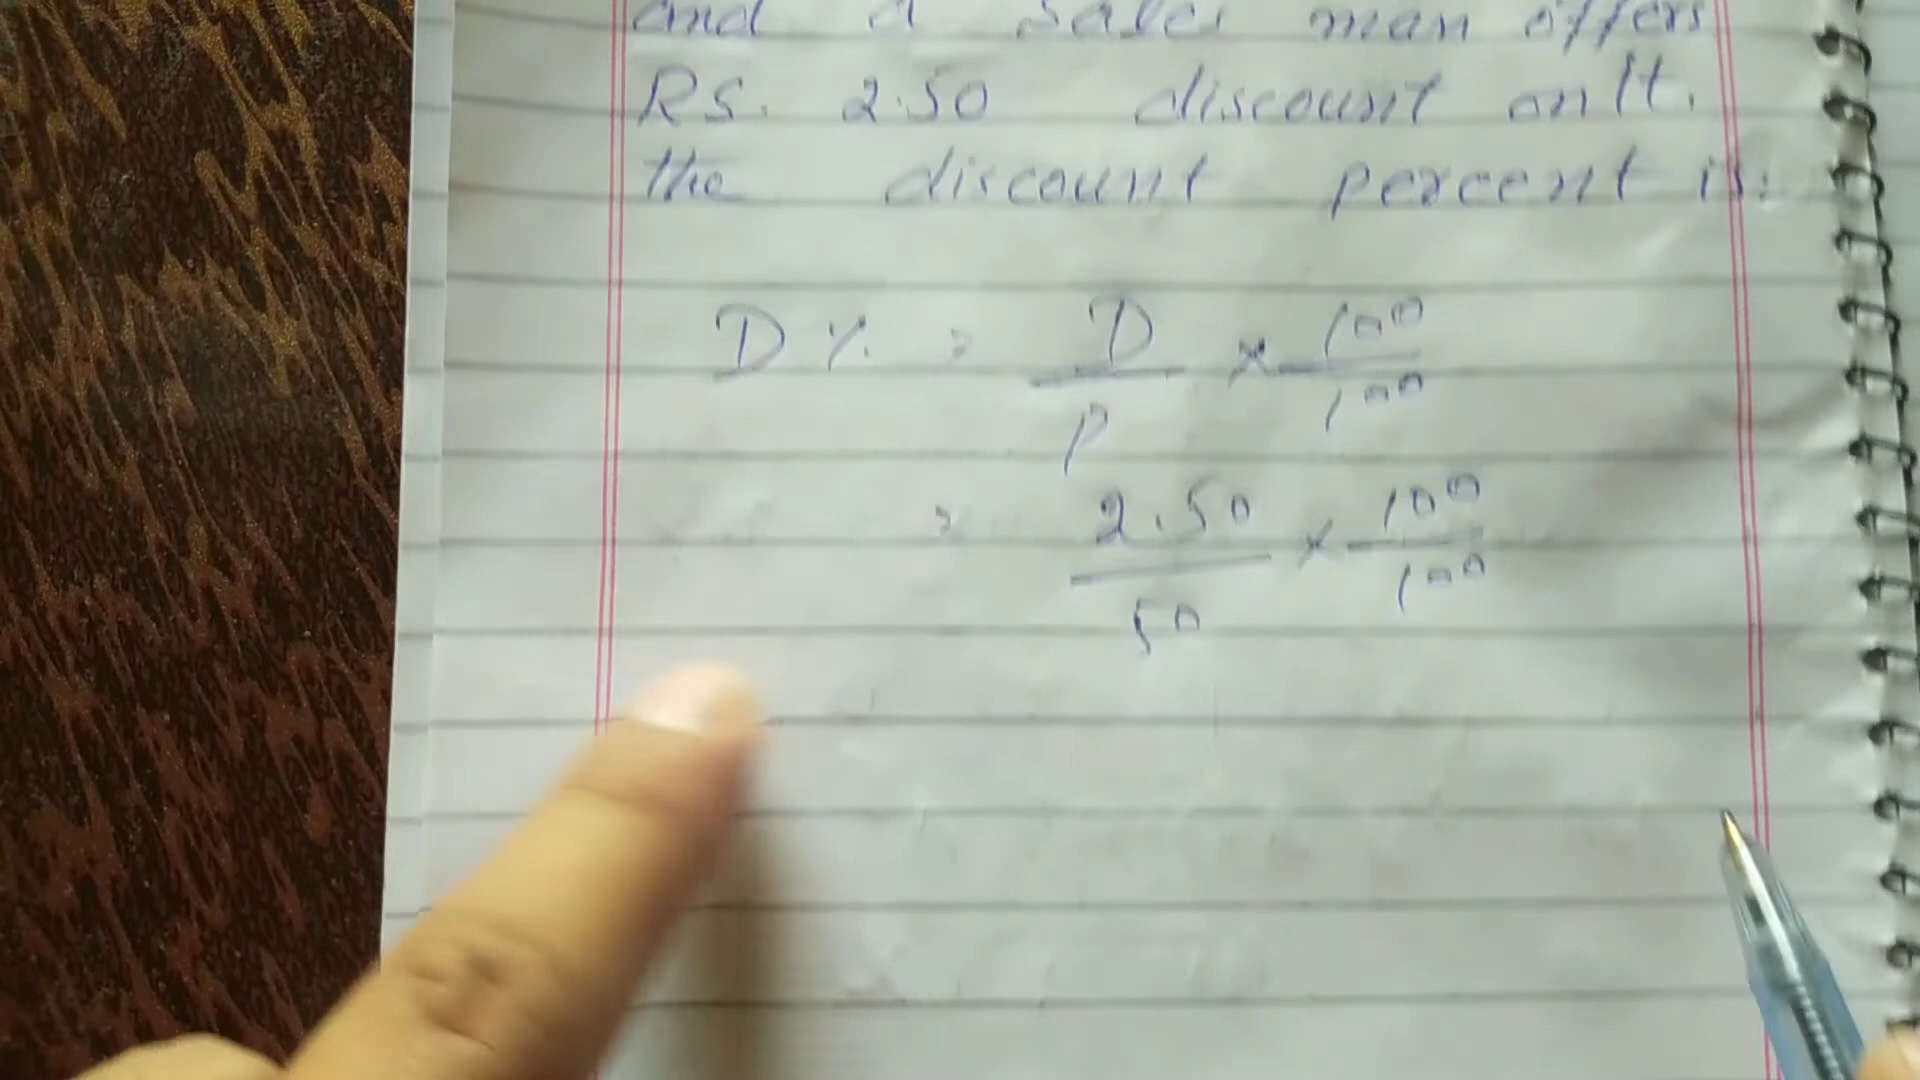 and a Sales man offers
RS. 2.50 discount on It.
the discount percent is:
D % = D/P × 100/100
= 2.50/50 × 100/100